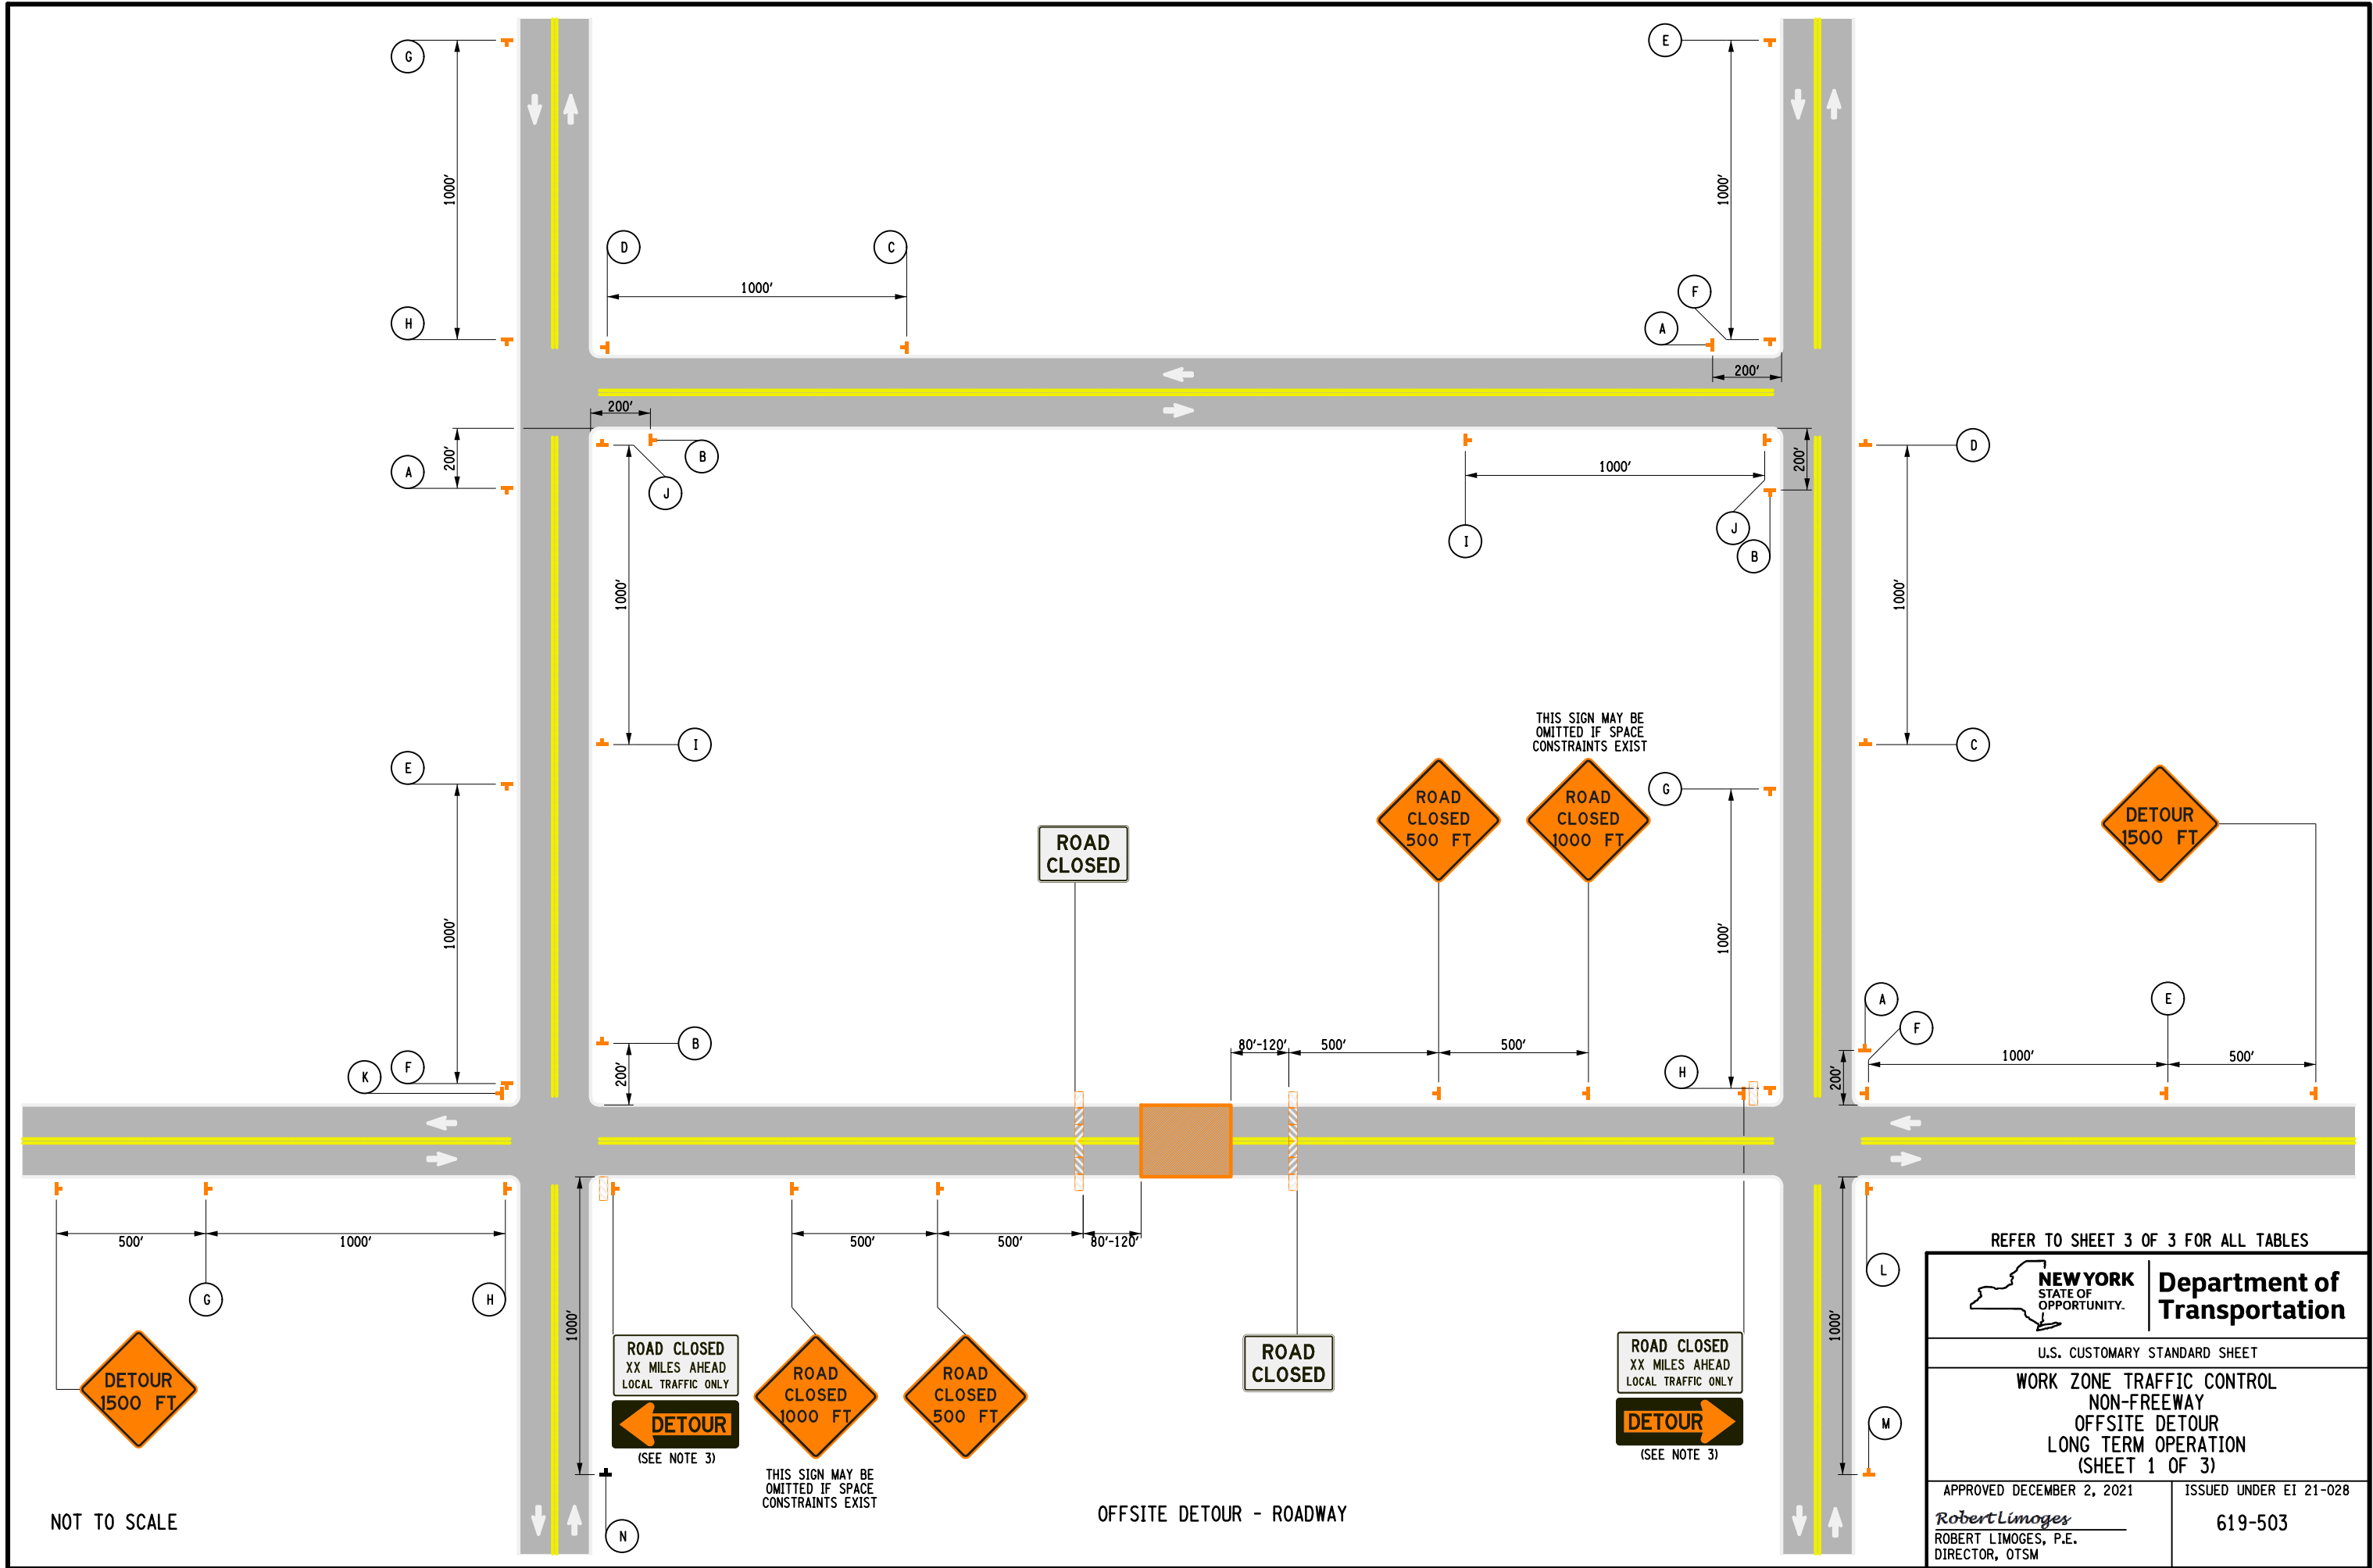 G
E
1000'
1000'
D
C
1000'
H
F
A
200'
200'
A
200'
B
J
1000'
I
1000'
200'
J
B
I
D
1000'
C
E
1000'
K
F
B
200'
THIS SIGN MAY BE
OMITTED IF SPACE
CONSTRAINTS EXIST
ROAD
CLOSED
ROAD
CLOSED
500 FT
ROAD
CLOSED
1000 FT
G
1000'
H
DETOUR
1500 FT
80'-120'
500'
500'
A
F
E
200'
1000'
500'
500'
1000'
G
H
1000'
500'
500'
80'-120'
L
1000'
M
DETOUR
1500 FT
ROAD CLOSED
XX MILES AHEAD
LOCAL TRAFFIC ONLY
DETOUR
(SEE NOTE 3)
ROAD
CLOSED
1000 FT
THIS SIGN MAY BE
OMITTED IF SPACE
CONSTRAINTS EXIST
ROAD
CLOSED
500 FT
ROAD
CLOSED
ROAD CLOSED
XX MILES AHEAD
LOCAL TRAFFIC ONLY
DETOUR
(SEE NOTE 3)
N
NOT TO SCALE
OFFSITE DETOUR - ROADWAY
REFER TO SHEET 3 OF 3 FOR ALL TABLES
NEW YORK
STATE OF
OPPORTUNITY.
Department of
Transportation
U.S. CUSTOMARY STANDARD SHEET
WORK ZONE TRAFFIC CONTROL
NON-FREEWAY
OFFSITE DETOUR
LONG TERM OPERATION
(SHEET 1 OF 3)
APPROVED DECEMBER 2, 2021
ISSUED UNDER EI 21-028
Robert Limoges
ROBERT LIMOGES, P.E.
DIRECTOR, OTSM
619-503